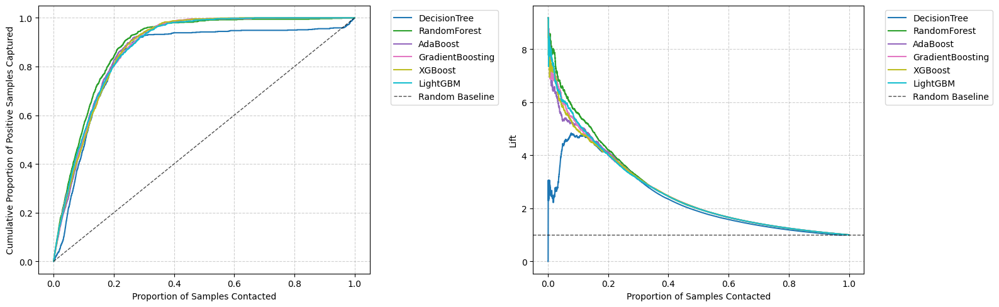 Cumulative Proportion of Positive Samples Captured
1.0
0.8
0.6
0.4
0.2
0.0
0.0 0.2 0.4 0.6 0.8 1.0
Proportion of Samples Contacted
DecisionTree
RandomForest
AdaBoost
GradientBoosting
XGBoost
LightGBM
Random Baseline
Lift
8
6
4
2
0
0.0 0.2 0.4 0.6 0.8 1.0
Proportion of Samples Contacted
DecisionTree
RandomForest
AdaBoost
GradientBoosting
XGBoost
LightGBM
Random Baseline